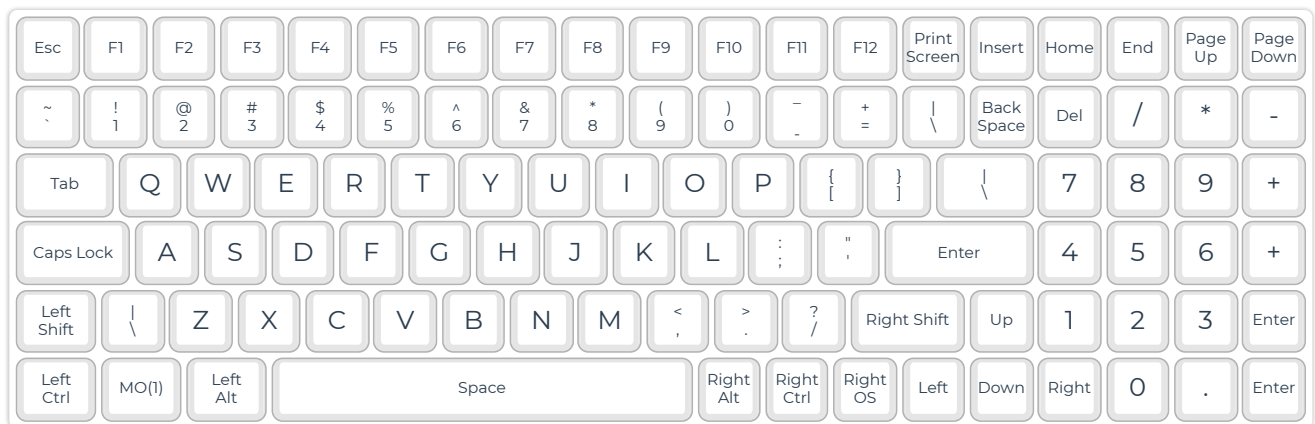 Esc F1 F2 F3 F4 F5 F6 F7 F8 F9 F10 F11 F12 Print Screen Insert Home End Page Up Page Down
~ ` ! 1 @ 2 # 3 $ 4 % 5 ^ 6 & 7 * 8 ( 9 ) 0 _ - + = | \ Back Space Del / * -
Tab Q W E R T Y U I O P { [ } ] | \ 7 8 9 +
Caps Lock A S D F G H J K L : ; " ' Enter 4 5 6 +
Left Shift | \ Z X C V B N M < , > . ? / Right Shift Up 1 2 3 Enter
Left Ctrl MO(1) Left Alt Space Right Alt Right Ctrl Right OS Left Down Right 0 . Enter